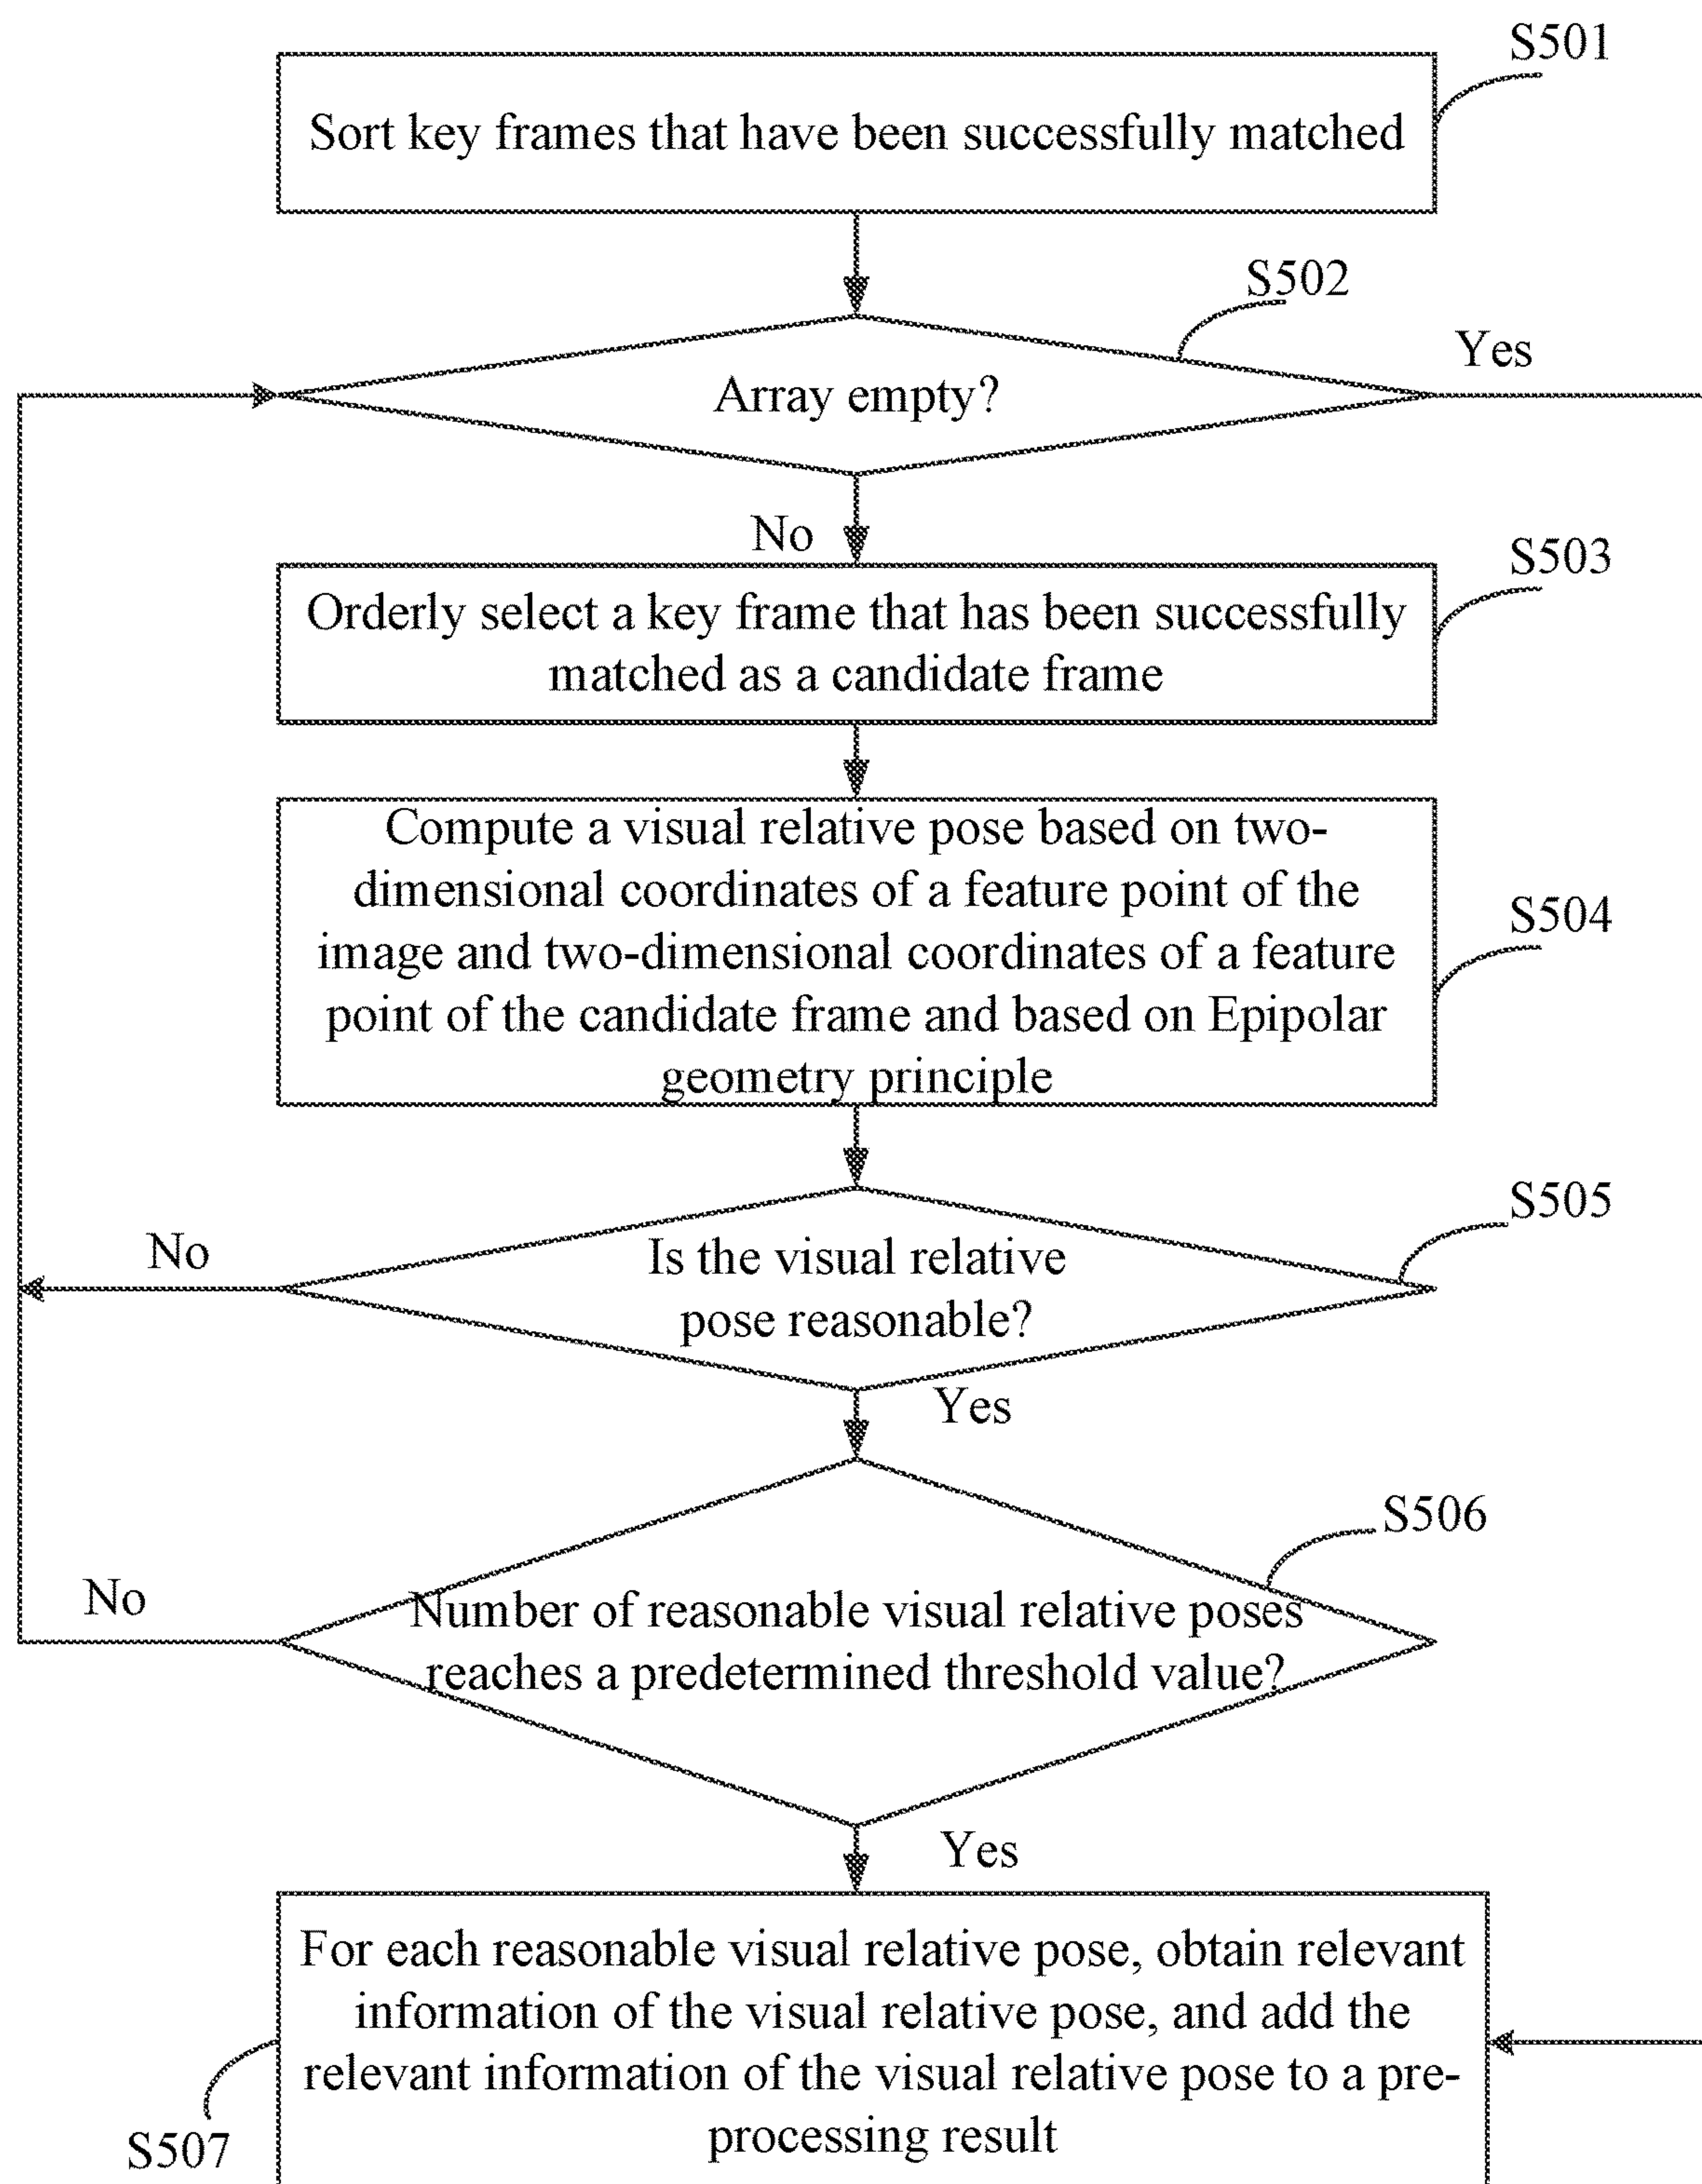 S501
Sort key frames that have been successfully matched
S502
Yes
Array empty?
No
S503
Orderly select a key frame that has been successfully
matched as a candidate frame
Compute a visual relative pose based on two-
dimensional coordinates of a feature point of the
S504
image and two-dimensional coordinates of a feature
point of the candidate frame and based on Epipolar
geometry principle
S505
No
Is the visual relative
pose reasonable?
Yes
S506
No
Number of reasonable visual relative poses
reaches a predetermined threshold value?
Yes
For each reasonable visual relative pose, obtain relevant
information of the visual relative pose, and add the
relevant information of the visual relative pose to a pre-
processing result
S507